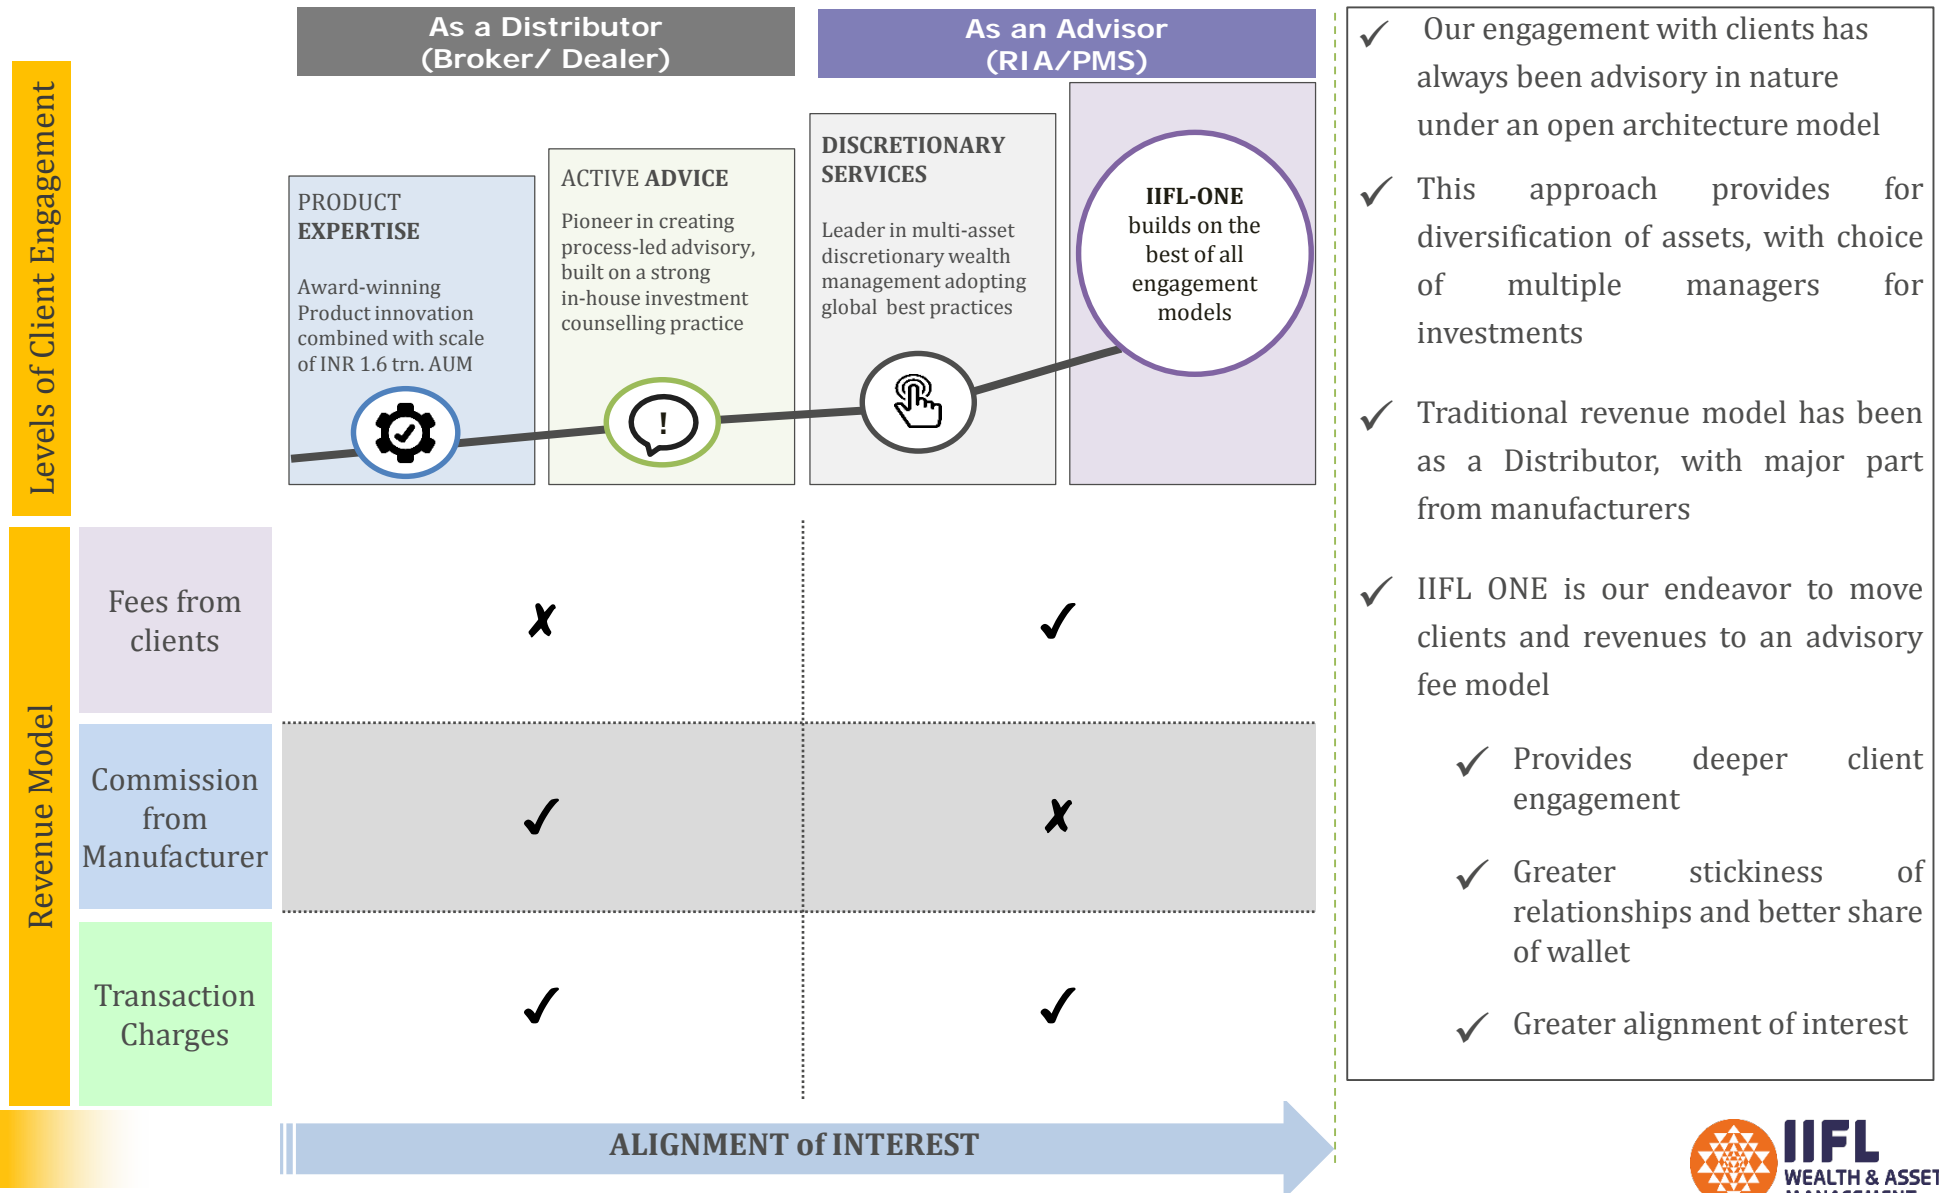 As a Distributor
(Broker/ Dealer)
As an Advisor
(RIA/PMS)
Levels of Client Engagement
PRODUCT
EXPERTISE
Award-winning
Product innovation
combined with scale
of INR 1.6 trn. AUM
ACTIVE ADVICE
Pioneer in creating
process-led advisory,
built on a strong
in-house investment
counselling practice
!
DISCRETIONARY
SERVICES
Leader in multi-asset
discretionary wealth
management adopting
global best practices
IIFL-ONE
builds on the
best of all
engagement
models
Revenue Model
Fees from
clients
✗
✓
Commission
from
Manufacturer
✓
✗
Transaction
Charges
✓
✓
ALIGNMENT of INTEREST
✓ Our engagement with clients has
always been advisory in nature
under an open architecture model
✓ This approach provides for
diversification of assets, with choice
of multiple managers for
investments
✓ Traditional revenue model has been
as a Distributor, with major part
from manufacturers
✓ IIFL ONE is our endeavor to move
clients and revenues to an advisory
fee model
✓ Provides deeper client
engagement
✓ Greater stickiness of
relationships and better share
of wallet
✓ Greater alignment of interest
IIFL
WEALTH & ASSET
MANAGEMENT